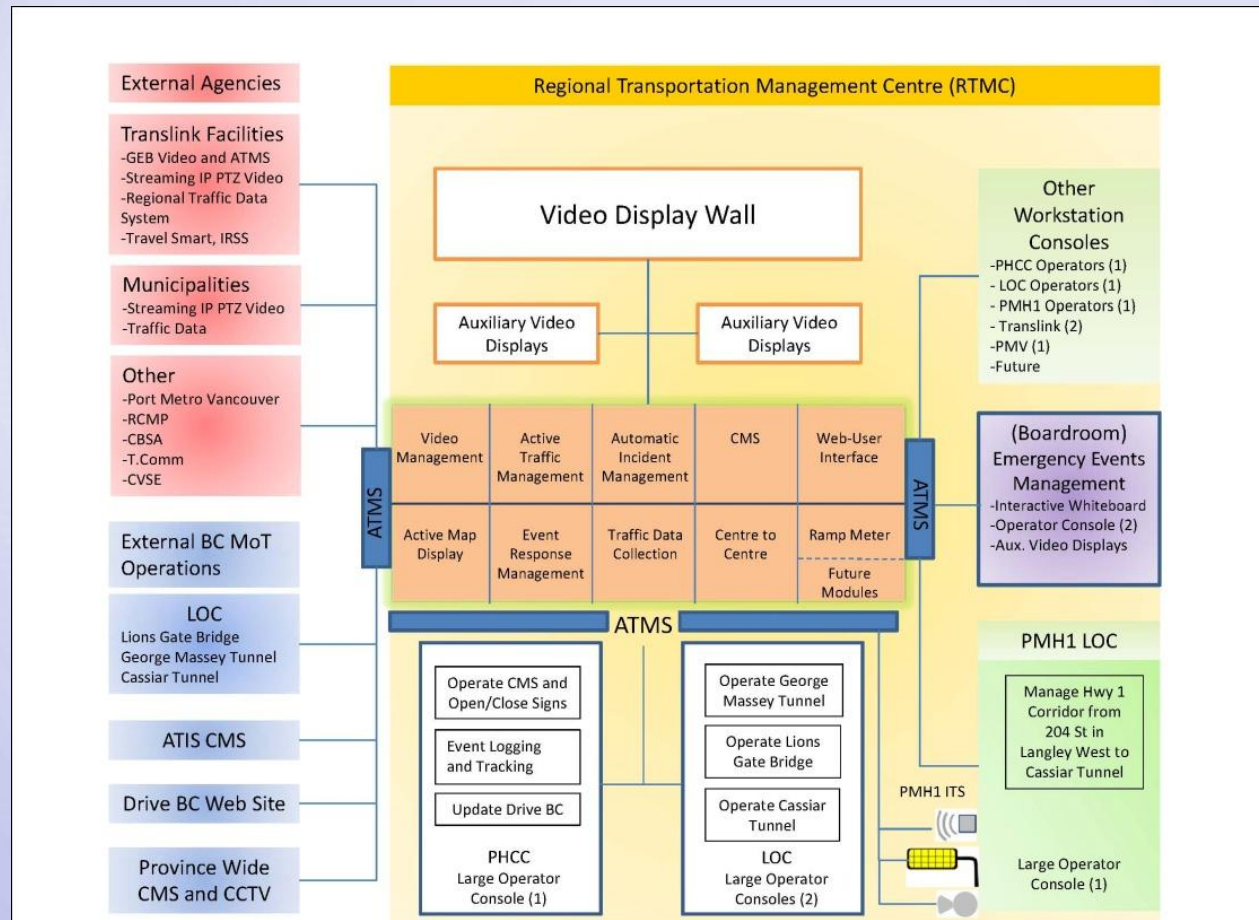 External Agencies
Translink Facilities
-GEB Video and ATMS
-Streaming IP PTZ Video
-Regional Traffic Data
System
-Travel Smart, IRSS
Municipalities
-Streaming IP PTZ Video
-Traffic Data
Other
-Port Metro Vancouver
-RCMP
-CBSA
-T.Comm
-CVSE
External BC MoT
Operations
LOC
Lions Gate Bridge
George Massey Tunnel
Cassiar Tunnel
ATIS CMS
Drive BC Web Site
Province Wide
CMS and CCTV
Regional Transportation Management Centre (RTMC)
Video Display Wall
Auxiliary Video
Displays
Auxiliary Video
Displays
ATMS
Video
Management
Active
Traffic
Management
Automatic
Incident
Management
CMS
Web-User
Interface
Active Map
Display
Event
Response
Management
Traffic Data
Collection
Centre to
Centre
Ramp Meter
Future
Modules
ATMS
ATMS
Operate CMS and
Open/Close Signs
Event Logging
and Tracking
Update Drive BC
PHCC
Large Operator
Console (1)
Operate George
Massey Tunnel
Operate Lions
Gate Bridge
Operate Cassiar
Tunnel
LOC
Large Operator
Consoles (2)
PMH1 ITS
Other
Workstation
Consoles
-PHCC Operators (1)
- LOC Operators (1)
- PMH1 Operators (1)
- Translink (2)
- PMV (1)
- Future
(Boardroom)
Emergency Events
Management
-Interactive Whiteboard
-Operator Console (2)
-Aux. Video Displays
PMH1 LOC
Manage Hwy 1
Corridor from
204 St in
Langley West to
Cassiar Tunnel
Large Operator
Console (1)